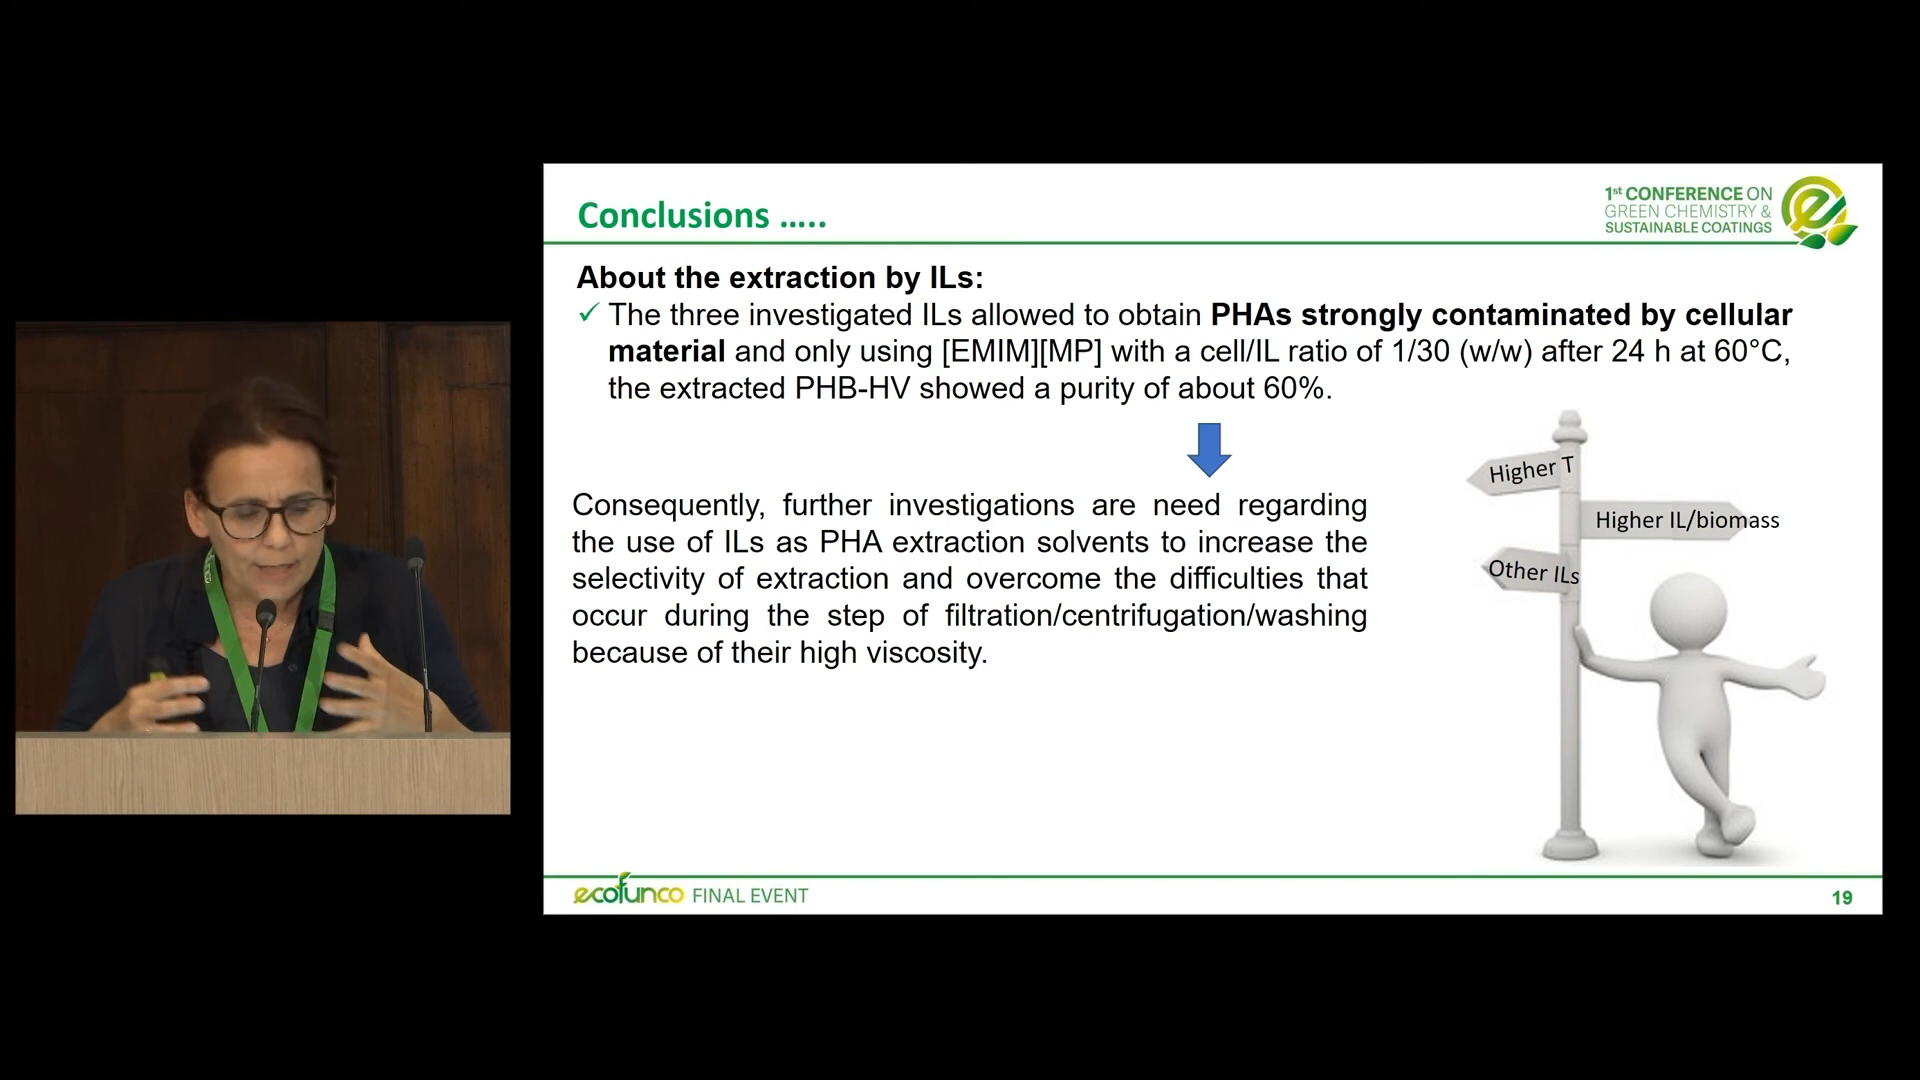 Conclusions .....
1st CONFERENCE ON
GREEN CHEMISTRY &
SUSTAINABLE COATINGS
About the extraction by ILs:
✓ The three investigated ILs allowed to obtain PHAs strongly contaminated by cellular
material and only using [EMIM][MP] with a cell/IL ratio of 1/30 (w/w) after 24 h at 60°C,
the extracted PHB-HV showed a purity of about 60%.
Consequently, further investigations are need regarding
the use of ILs as PHA extraction solvents to increase the
selectivity of extraction and overcome the difficulties that
occur during the step of filtration/centrifugation/washing
because of their high viscosity.
Higher T
Higher IL/biomass
Other ILs
ecofunco FINAL EVENT
19